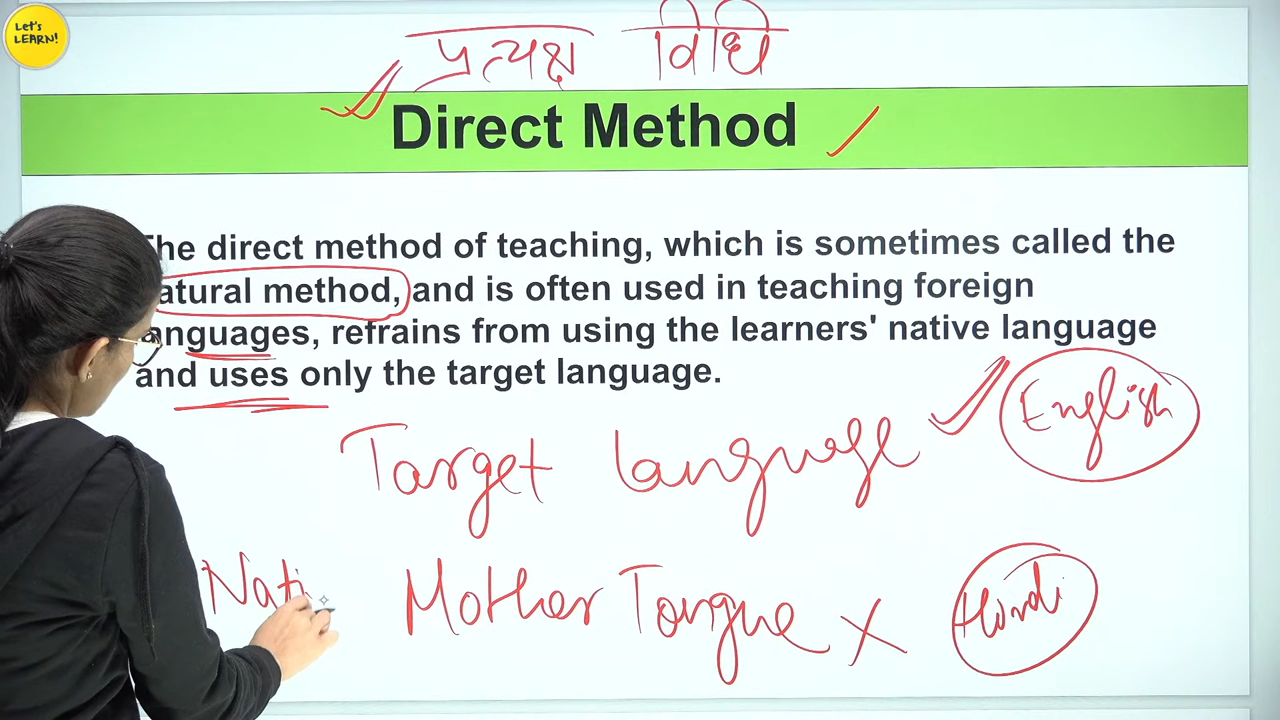 Let's
LEARN!
प्रत्यक्ष विधि
Direct Method
The direct method of teaching, which is sometimes called the
natural method, and is often used in teaching foreign
languages, refrains from using the learners' native language
and uses only the target language.
Target language English
Nati Mother Tongue X Hindi